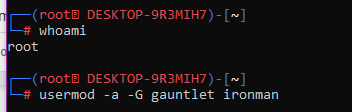 ┌──(root㉿ DESKTOP-9R3MIH7)-[~]
└─# whoami
root
┌──(root㉿ DESKTOP-9R3MIH7)-[~]
└─# usermod -a -G gauntlet ironman